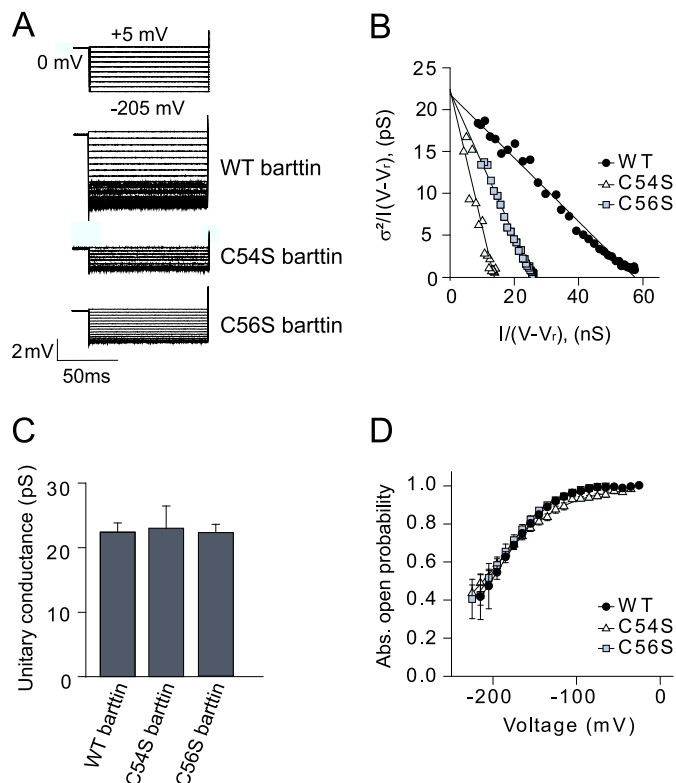 A
+5 mV
0 mV
-205 mV
WT barttin
C54S barttin
C56S barttin
2mV
50ms
B
σ²/I(V-Vr), (pS)
25
20
15
10
5
0
WT
C54S
C56S
0 20 40 60
I/(V-Vr), (nS)
C
Unitary conductance (pS)
30
20
10
0
WT barttin
C54S barttin
C56S barttin
D
Abs. open probability
1.0
0.8
0.6
0.4
0.2
0.0
WT
C54S
C56S
-200 -100 0
Voltage (mV)